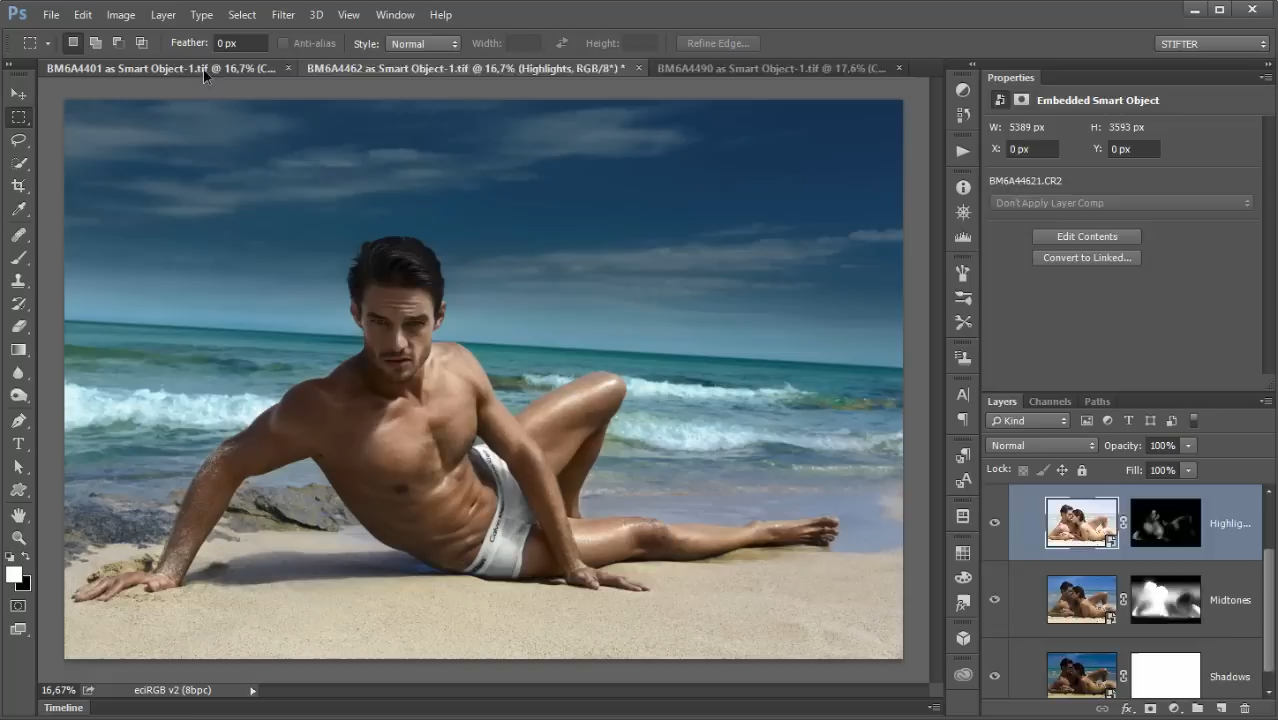 Ps File Edit Image Layer Type Select Filter 3D View Window Help
Feather: 0 px Anti-alias Style: Normal Width: Height: Refine Edge... STIFTER
BM6A4401 as Smart Object-1.tif @ 16,7% (C... × BM6A4462 as Smart Object-1.tif @ 16,7% (Highlights, RGB/8*) * × BM6A4490 as Smart Object-1.tif @ 17,6% (C... ×
Properties
Embedded Smart Object
W: 5389 px H: 3593 px
X: 0 px Y: 0 px
BM6A44621.CR2
Don't Apply Layer Comp
Edit Contents
Convert to Linked...
Layers Channels Paths
Kind
Normal Opacity: 100%
Lock: Fill: 100%
Highlig...
Midtones
Shadows
16,67% eciRGB v2 (8bpc)
Timeline